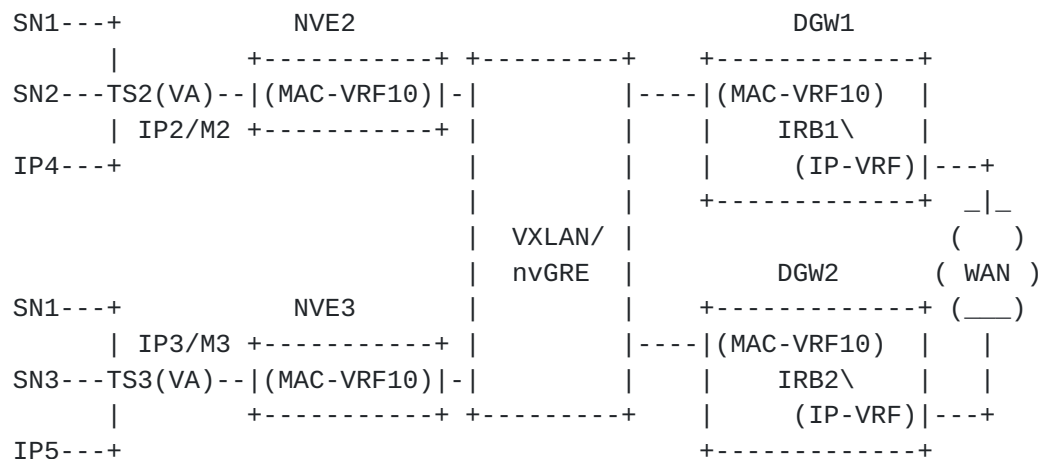 SN1---+                NVE2                            DGW1
      |       +-----------+ +---------+    +-------------+
SN2---TS2(VA)--|(MAC-VRF10)|-|         |----|(MAC-VRF10)  |
      | IP2/M2 +-----------+ |         |    |    IRB1\    |
IP4---+                      |         |    |     (IP-VRF)|---+
                             |         |    +-------------+  _|_
                             |  VXLAN/ |                    (   )
                             |  nvGRE  |         DGW2      ( WAN )
SN1---+           NVE3       |         |    +-------------+ (___)
      | IP3/M3 +-----------+ |         |----|(MAC-VRF10)  |   |
SN3---TS3(VA)--|(MAC-VRF10)|-|         |    |    IRB2\    |   |
      |        +-----------+ +---------+    |     (IP-VRF)|---+
IP5---+                                     +-------------+